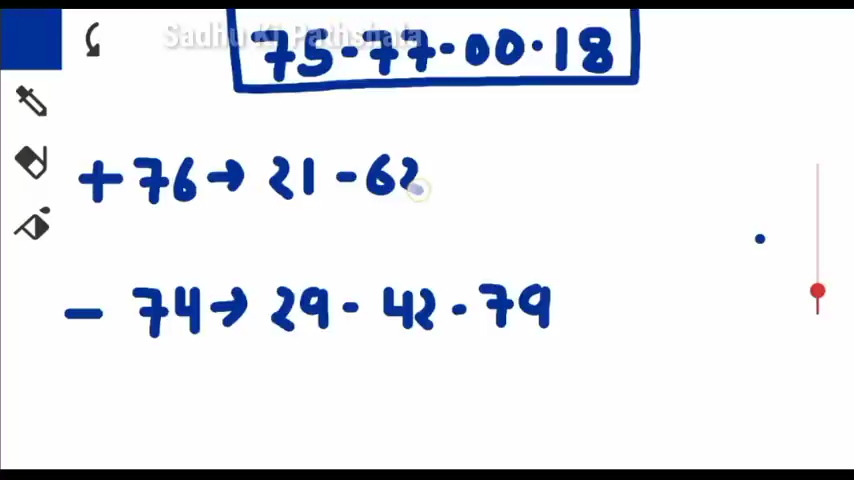 Sadhu Ki Pathshala
75-77-00·18
+76→ 21-62
- 74→ 29-42-79